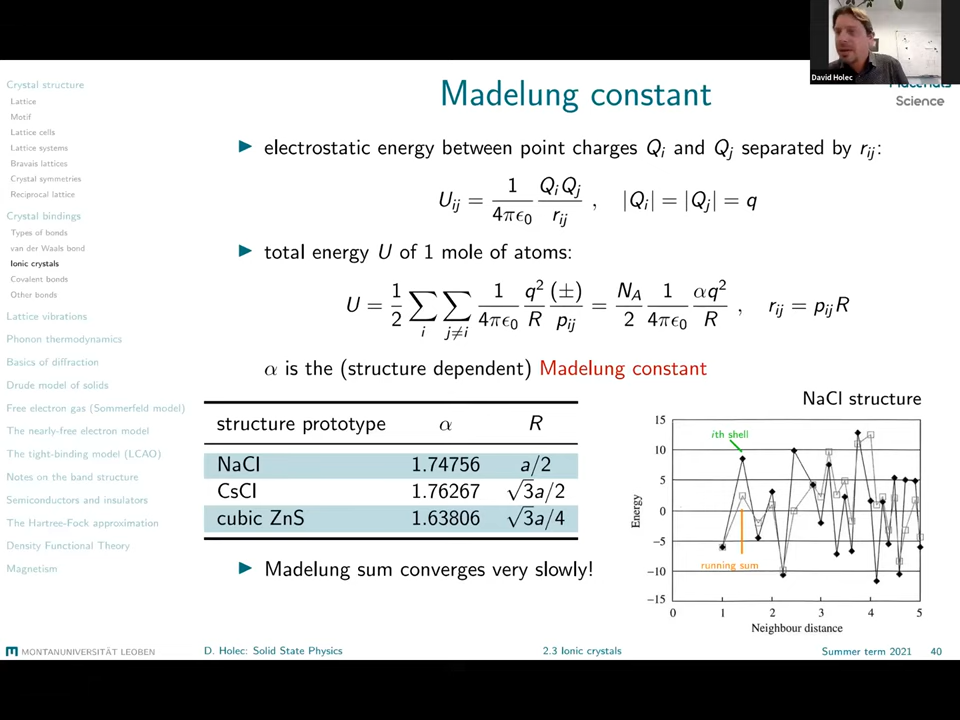 David Holec
Materials
Science
Crystal structure
Lattice
Motif
Lattice cells
Lattice systems
Bravais lattices
Crystal symmetries
Reciprocal lattice
Crystal bindings
Types of bonds
van der Waals bond
Ionic crystals
Covalent bonds
Other bonds
Lattice vibrations
Phonon thermodynamics
Basics of diffraction
Drude model of solids
Free electron gas (Sommerfeld model)
The nearly-free electron model
The tight-binding model (LCAO)
Notes on the band structure
Semiconductors and insulators
The Hartree-Fock approximation
Density Functional Theory
Magnetism
Madelung constant
▶ electrostatic energy between point charges Q_i and Q_j separated by r_ij:
U_ij = 1/(4πϵ_0) Q_i Q_j / r_ij , |Q_i| = |Q_j| = q
▶ total energy U of 1 mole of atoms:
U = 1/2 ∑_i ∑_{j≠i} 1/(4πϵ_0) q²/R (±)/p_ij = N_A/2 1/(4πϵ_0) αq²/R , r_ij = p_ij R
α is the (structure dependent) Madelung constant
structure prototype α R
NaCl 1.74756 a/2
CsCl 1.76267 √3a/2
cubic ZnS 1.63806 √3a/4
▶ Madelung sum converges very slowly!
NaCl structure
15
10
5
0
−5
−10
−15
Energy
ith shell
running sum
0 1 2 3 4 5
Neighbour distance
MONTANUNIVERSITÄT LEOBEN
D. Holec: Solid State Physics
2.3 Ionic crystals
Summer term 2021 40